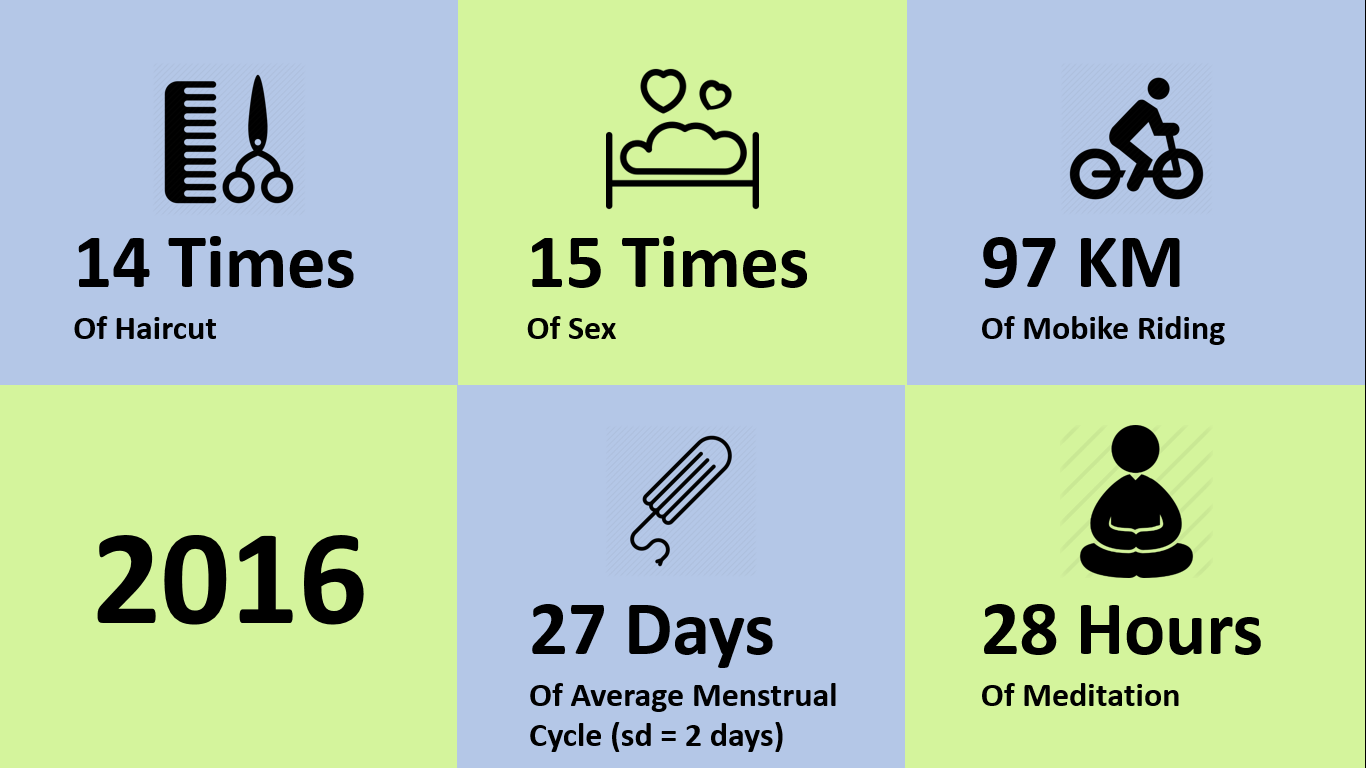 14 Times
Of Haircut
15 Times
Of Sex
97 KM
Of Mobike Riding
2016
27 Days
Of Average Menstrual
Cycle (sd = 2 days)
28 Hours
Of Meditation